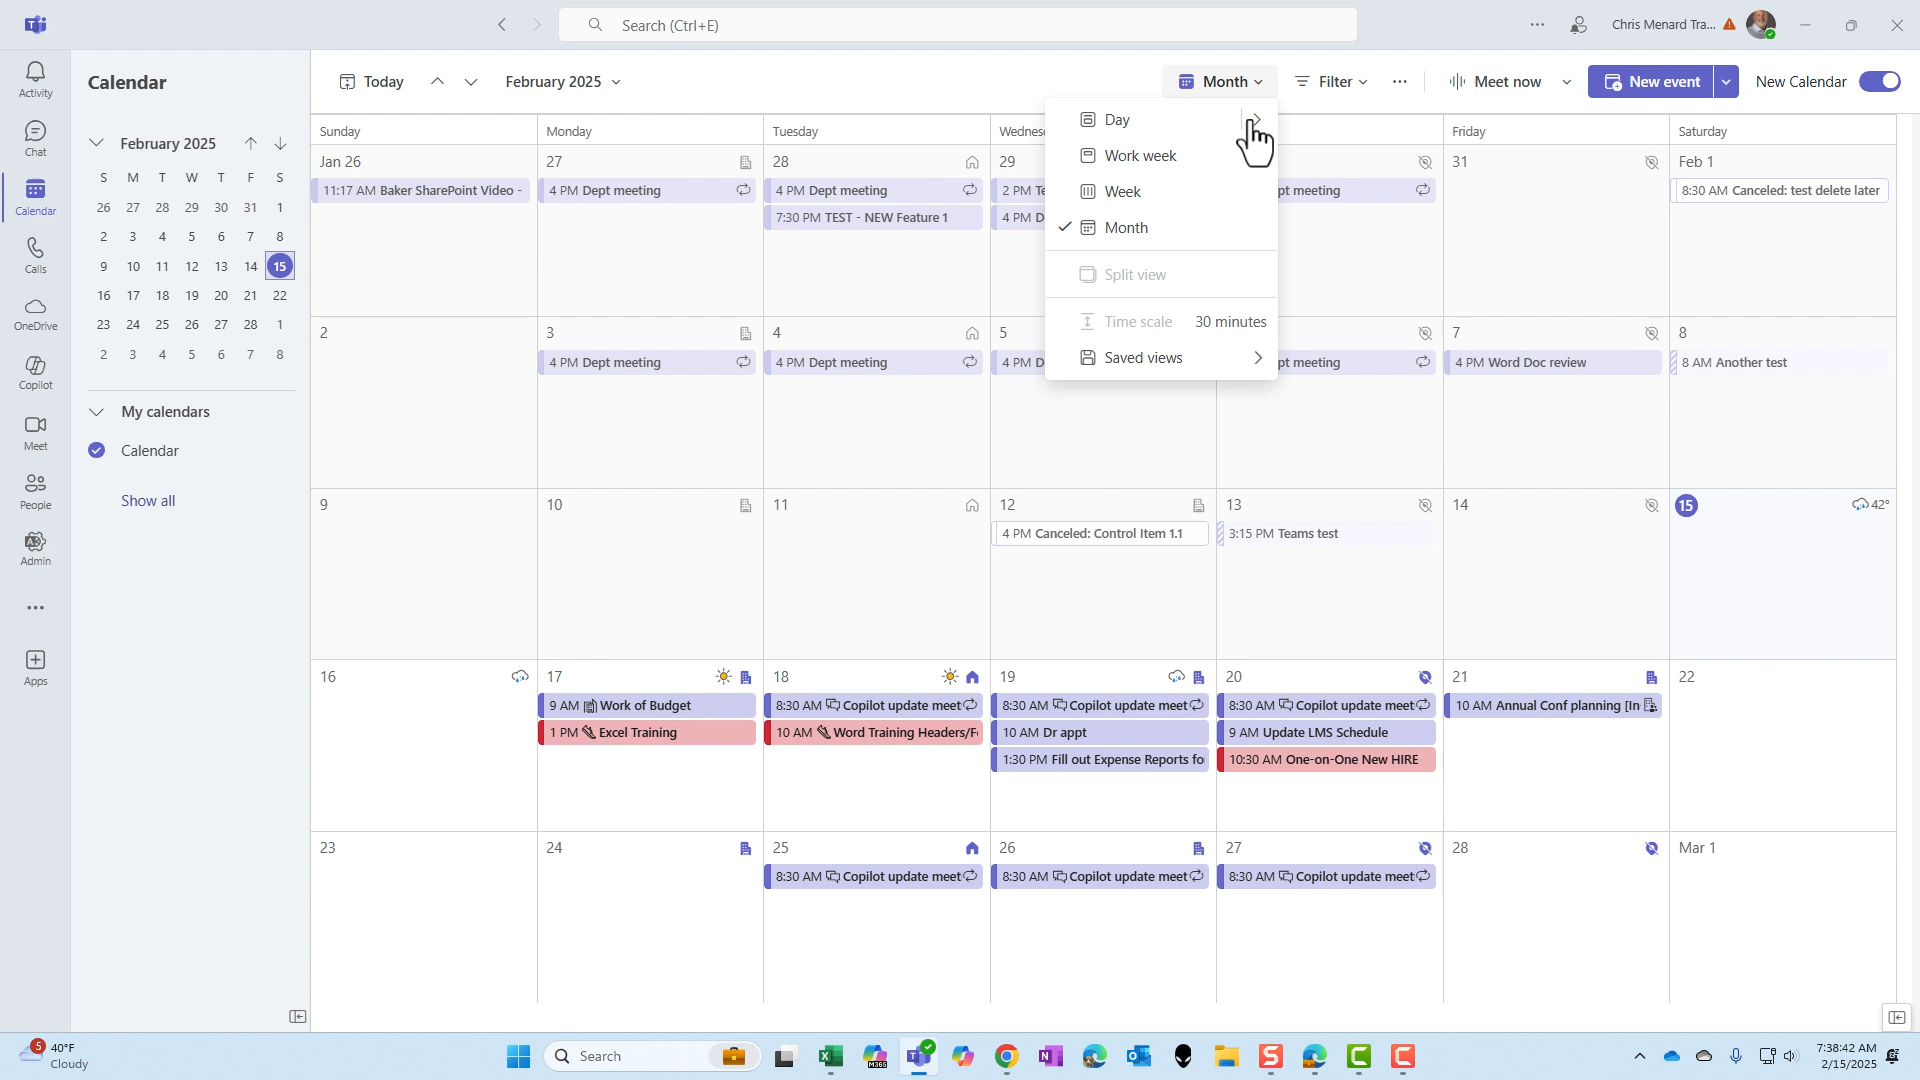 Search (Ctrl+E)
Chris Menard Tra...
Activity
Chat
Calendar
Calls
OneDrive
Copilot
Meet
People
Admin
Apps
Calendar
February 2025
S M T W T F S
26 27 28 29 30 31 1
2 3 4 5 6 7 8
9 10 11 12 13 14 15
16 17 18 19 20 21 22
23 24 25 26 27 28 1
2 3 4 5 6 7 8
My calendars
Calendar
Show all
Today
February 2025
Month
Filter
Meet now
New event
New Calendar
Day
Work week
Week
Month
Split view
Time scale 30 minutes
Saved views
Sunday Monday Tuesday Wednes Friday Saturday
Jan 26 27 28 29 31 Feb 1
11:17 AM Baker SharePoint Video -
4 PM Dept meeting
4 PM Dept meeting
7:30 PM TEST - NEW Feature 1
2 PM Te
4 PM D
pt meeting
8:30 AM Canceled: test delete later
2 3 4 5 7 8
4 PM Dept meeting
4 PM Dept meeting
4 PM D
pt meeting
4 PM Word Doc review
8 AM Another test
9 10 11 12 13 14 15 42°
4 PM Canceled: Control Item 1.1
3:15 PM Teams test
16 17 18 19 20 21 22
9 AM Work of Budget
1 PM Excel Training
8:30 AM Copilot update meet
10 AM Word Training Headers/F
8:30 AM Copilot update meet
10 AM Dr appt
1:30 PM Fill out Expense Reports fo
8:30 AM Copilot update meet
9 AM Update LMS Schedule
10:30 AM One-on-One New HIRE
10 AM Annual Conf planning [In
23 24 25 26 27 28 Mar 1
8:30 AM Copilot update meet
8:30 AM Copilot update meet
8:30 AM Copilot update meet
5
40°F
Cloudy
Search
M365
7:38:42 AM
2/15/2025